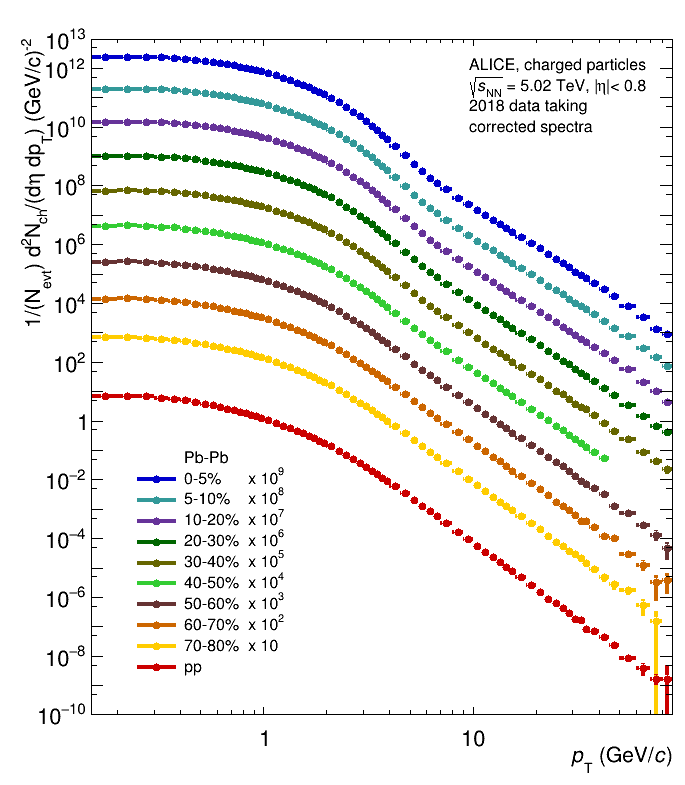 10^13
10^12
10^10
10^8
10^6
10^4
10^2
1
10^−2
10^−4
10^−6
10^−8
10^−10
1/(N_evt) d^2N_ch/(dη dp_T) (GeV/c)^-2
ALICE, charged particles
√s_NN = 5.02 TeV, |η|< 0.8
2018 data taking
corrected spectra
Pb-Pb
0-5% x 10^9
5-10% x 10^8
10-20% x 10^7
20-30% x 10^6
30-40% x 10^5
40-50% x 10^4
50-60% x 10^3
60-70% x 10^2
70-80% x 10
pp
1 10
p_T (GeV/c)